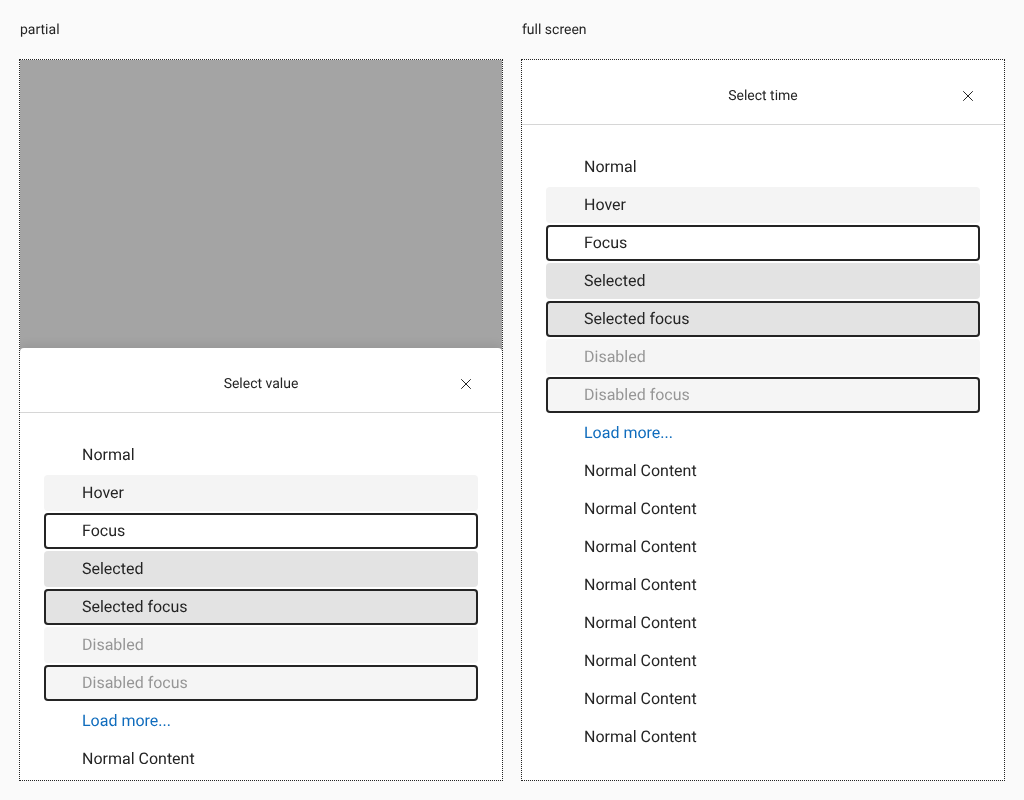 partial
Select value
Normal
Hover
Focus
Selected
Selected focus
Disabled
Disabled focus
Load more...
Normal Content
full screen
Select time
Normal
Hover
Focus
Selected
Selected focus
Disabled
Disabled focus
Load more...
Normal Content
Normal Content
Normal Content
Normal Content
Normal Content
Normal Content
Normal Content
Normal Content